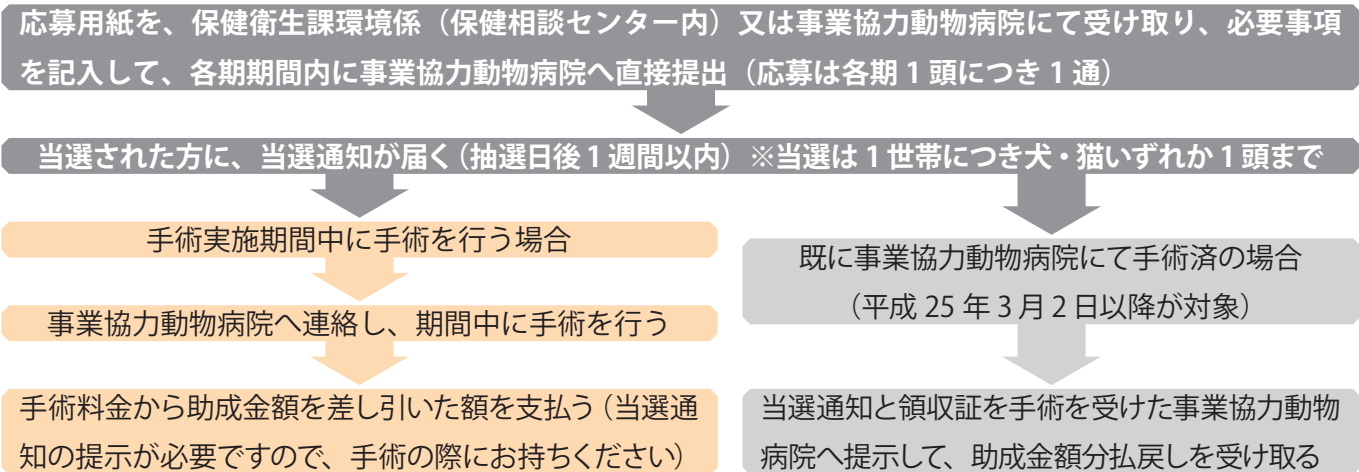 応募用紙を、保健衛生課環境係（保健相談センター内）又は事業協力動物病院にて受け取り、必要事項
を記入して、各期期間内に事業協力動物病院へ直接提出（応募は各期１頭につき１通）
当選された方に、当選通知が届く（抽選日後１週間以内）※当選は１世帯につき犬・猫いずれか１頭まで
手術実施期間中に手術を行う場合
事業協力動物病院へ連絡し、期間中に手術を行う
手術料金から助成金額を差し引いた額を支払う（当選通
知の提示が必要ですので、手術の際にお持ちください）
既に事業協力動物病院にて手術済の場合
（平成 25 年３月２日以降が対象）
当選通知と領収証を手術を受けた事業協力動物
病院へ提示して、助成金額分払戻しを受け取る